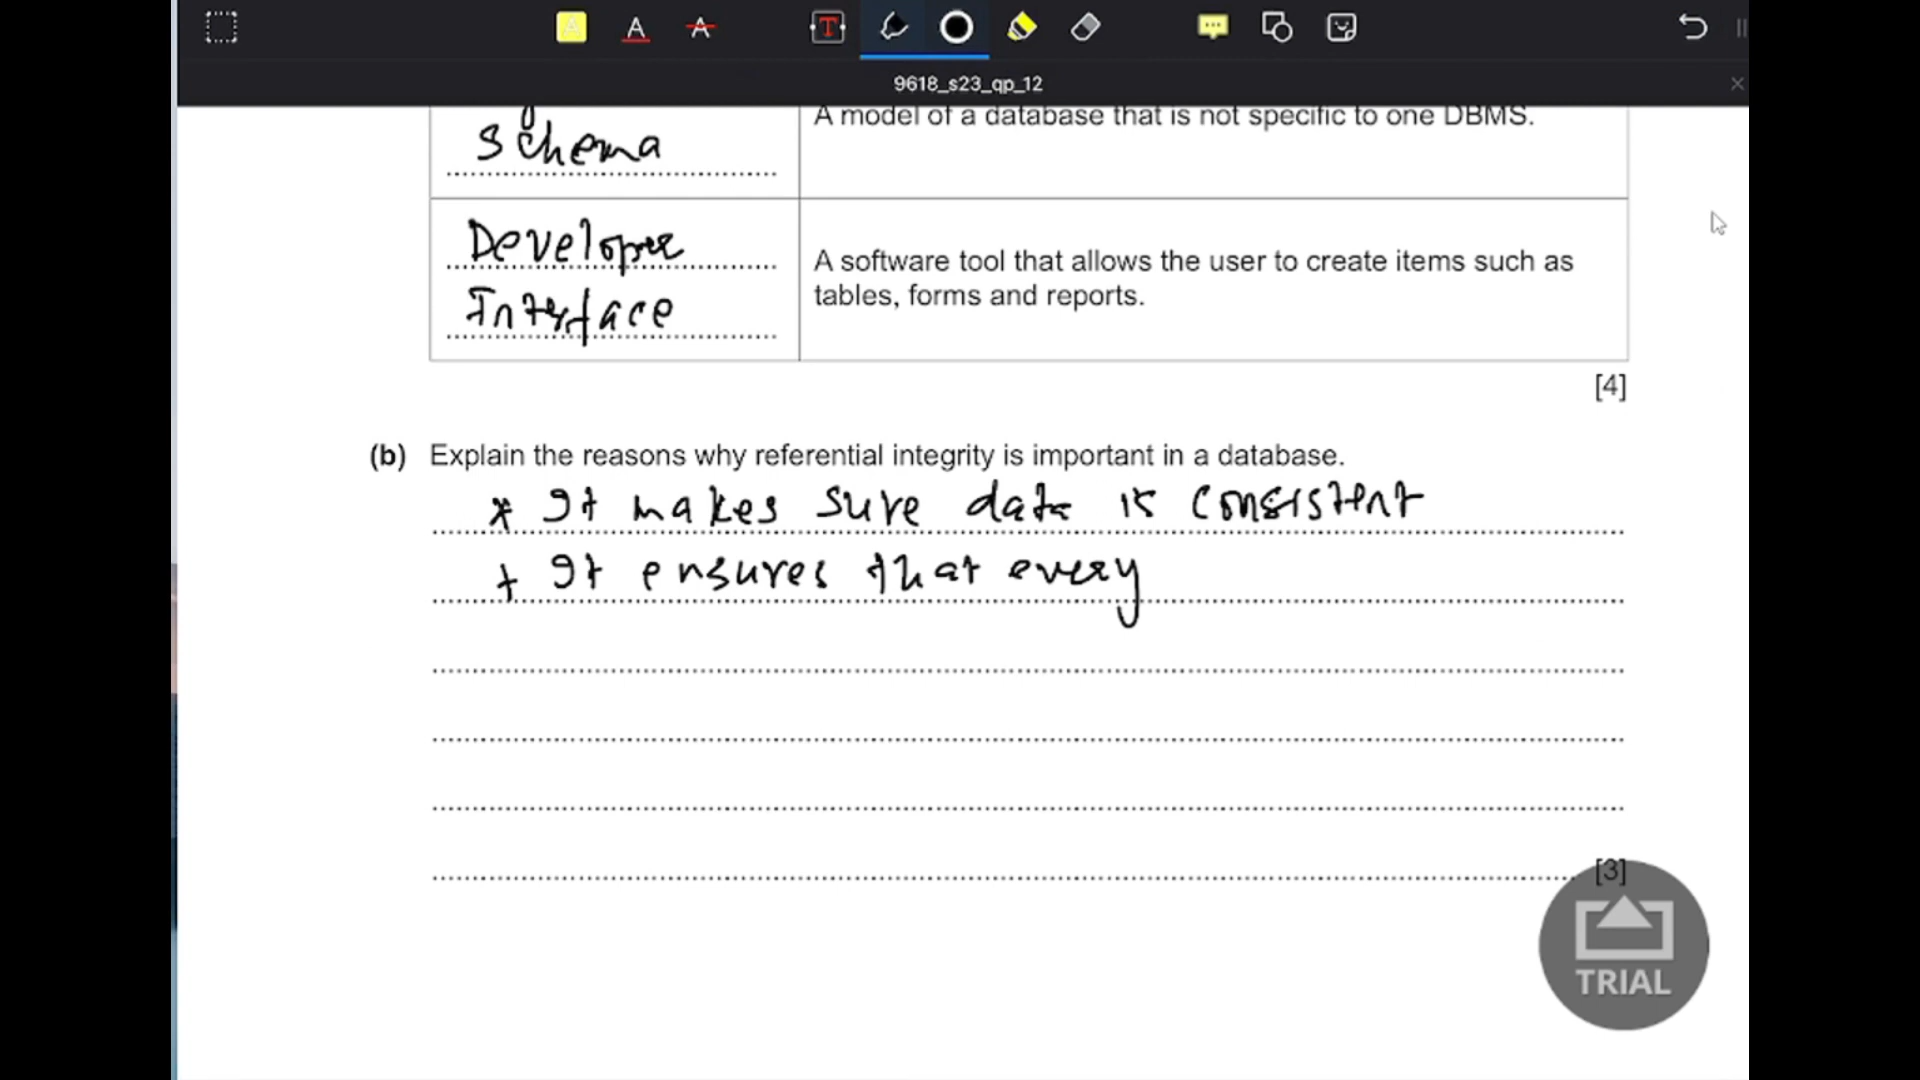 9618_s23_qp_12
A model of a database that is not specific to one DBMS.
Schema
Developer
Interface
A software tool that allows the user to create items such as
tables, forms and reports.
[4]
(b) Explain the reasons why referential integrity is important in a database.
* It makes sure data is consistent
* It ensures that every
[3]
TRIAL